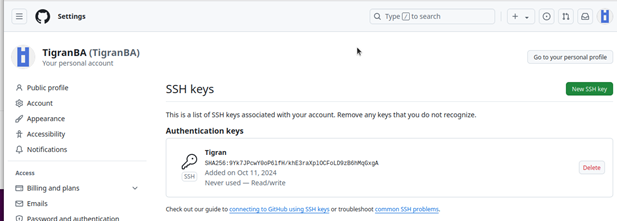 Settings
Type / to search
TigranBA (TigranBA)
Your personal account
Go to your personal profile
Public profile
Account
Appearance
Accessibility
Notifications
Access
Billing and plans
Emails
Password and authentication
SSH keys
New SSH key
This is a list of SSH keys associated with your account. Remove any keys that you do not recognize.
Authentication keys
Tigran
SHA256:9Yk7JPcwY0oP61fH/khE3raXplOCFoLD9zB6hMqGxgA
Added on Oct 11, 2024
Never used — Read/write
SSH
Delete
Check out our guide to connecting to GitHub using SSH keys or troubleshoot common SSH problems.